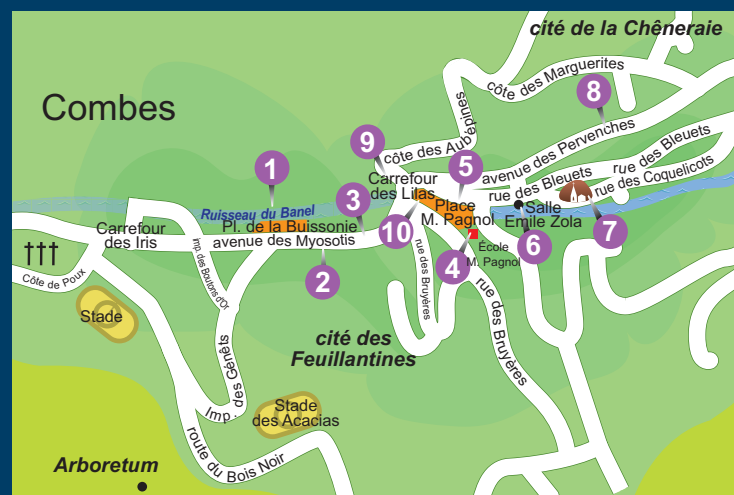 cité de la Chêneraie
côte des Marguerites
Combes
8
épines
côte des Aub
avenue des Pervenches
9
1
5
rue des Bleuets
rue des Bleuets
rue des Coquelicots
Carrefour
des Lilas
3
Ruisseau du Banel
Pl. de la Buissonie
Place
M. Pagnol
Salle
Emile Zola
Carrefour
des Iris
avenue des Myosotis
10
École
M. Pagnol
6
7
†††
Côte de Poux
Imp. des Boutons d'Or
2
rue des Bruyères
4
rue des Bruyères
Stade
cité des
Feuillantines
Imp. des Genêts
Stade
des Acacias
route du Bois Noir
Arboretum